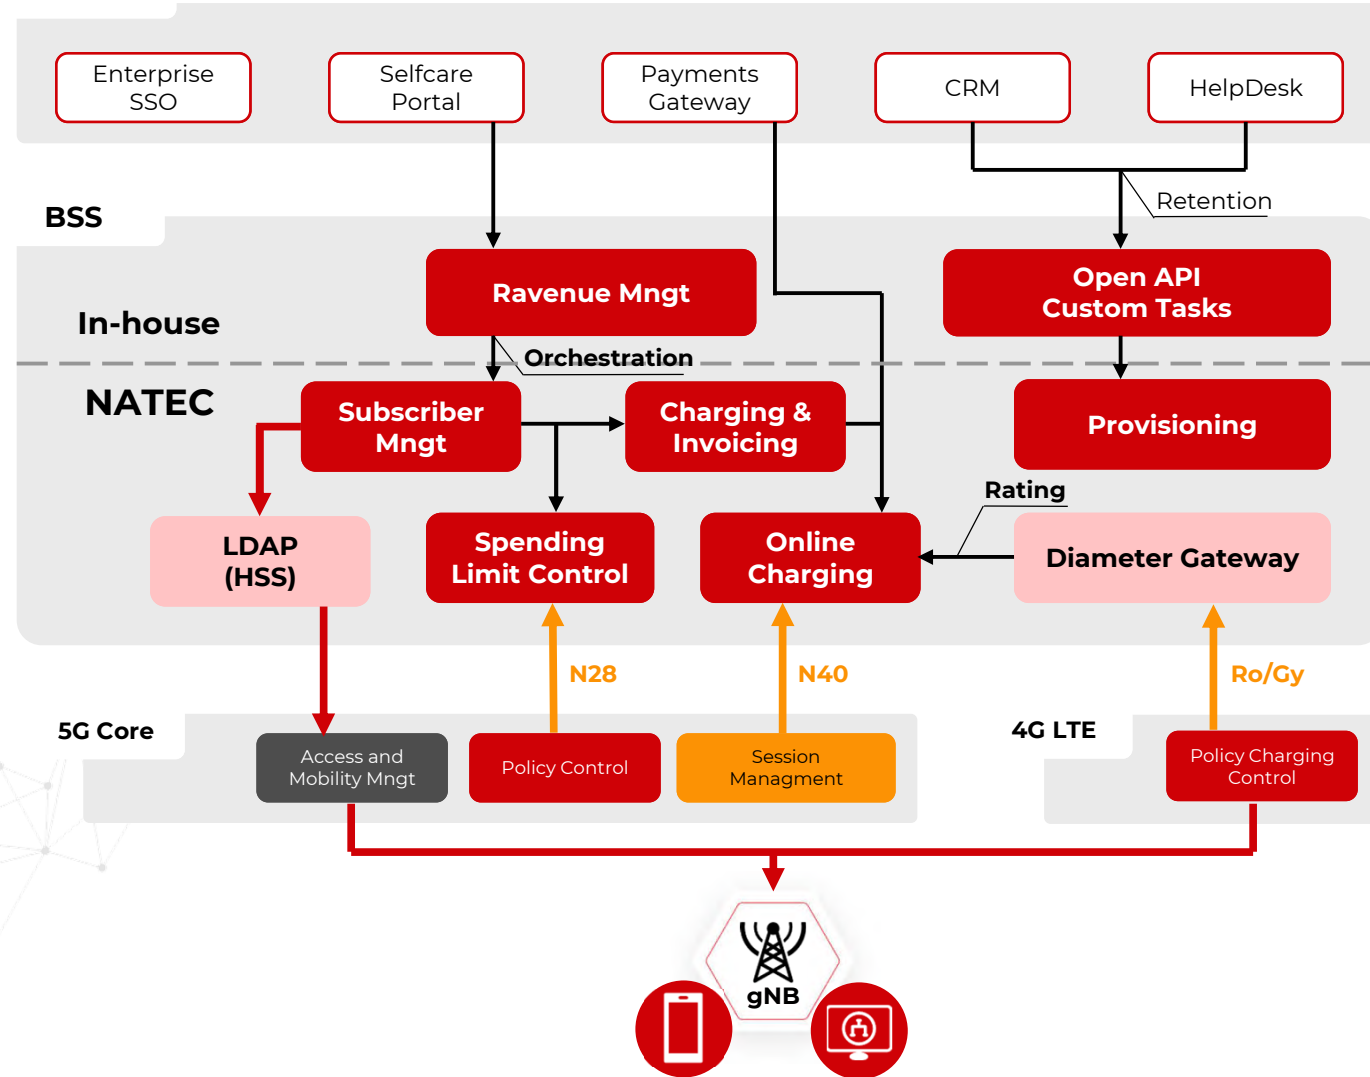 Enterprise
SSO
Selfcare
Portal
Payments
Gateway
CRM
HelpDesk
Retention
BSS
Ravenue Mngt
Open API
Custom Tasks
In-house
Orchestration
NATEC
Subscriber
Mngt
Charging &
Invoicing
Provisioning
Rating
LDAP
(HSS)
Spending
Limit Control
Online
Charging
Diameter Gateway
N28
N40
Ro/Gy
5G Core
4G LTE
Access and
Mobility Mngt
Policy Control
Session
Managment
Policy Charging
Control
gNB